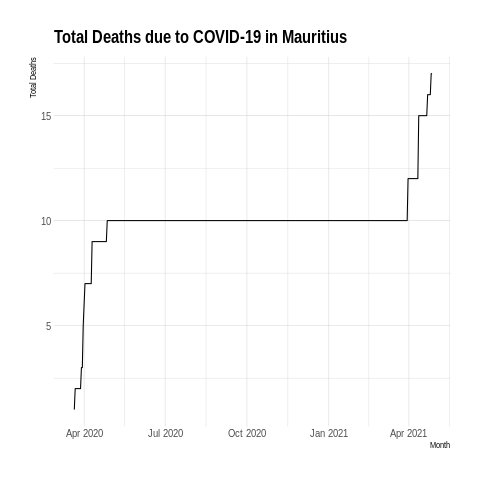 Total Deaths due to COVID-19 in Mauritius
Total Deaths
15
10
5
Apr 2020 Jul 2020 Oct 2020 Jan 2021 Apr 2021
Month